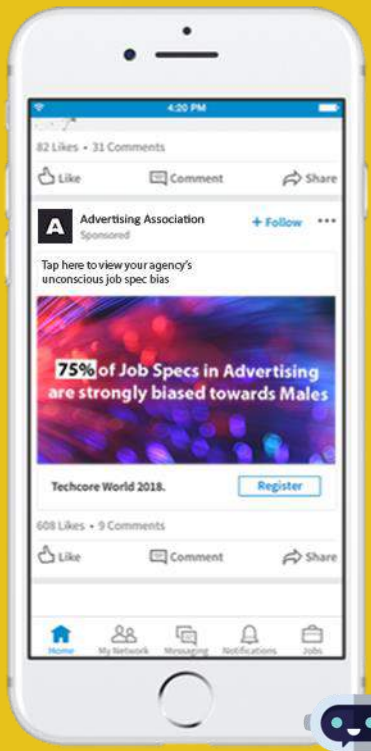 4:20 PM
82 Likes • 31 Comments
Like Comment Share
A Advertising Association + Follow •••
Sponsored
Tap here to view your agency's
unconscious job spec bias
75% of Job Specs in Advertising
are strongly biased towards Males
Techcore World 2018. Register
608 Likes • 9 Comments
Like Comment Share
Home My Network Messaging Notifications Jobs